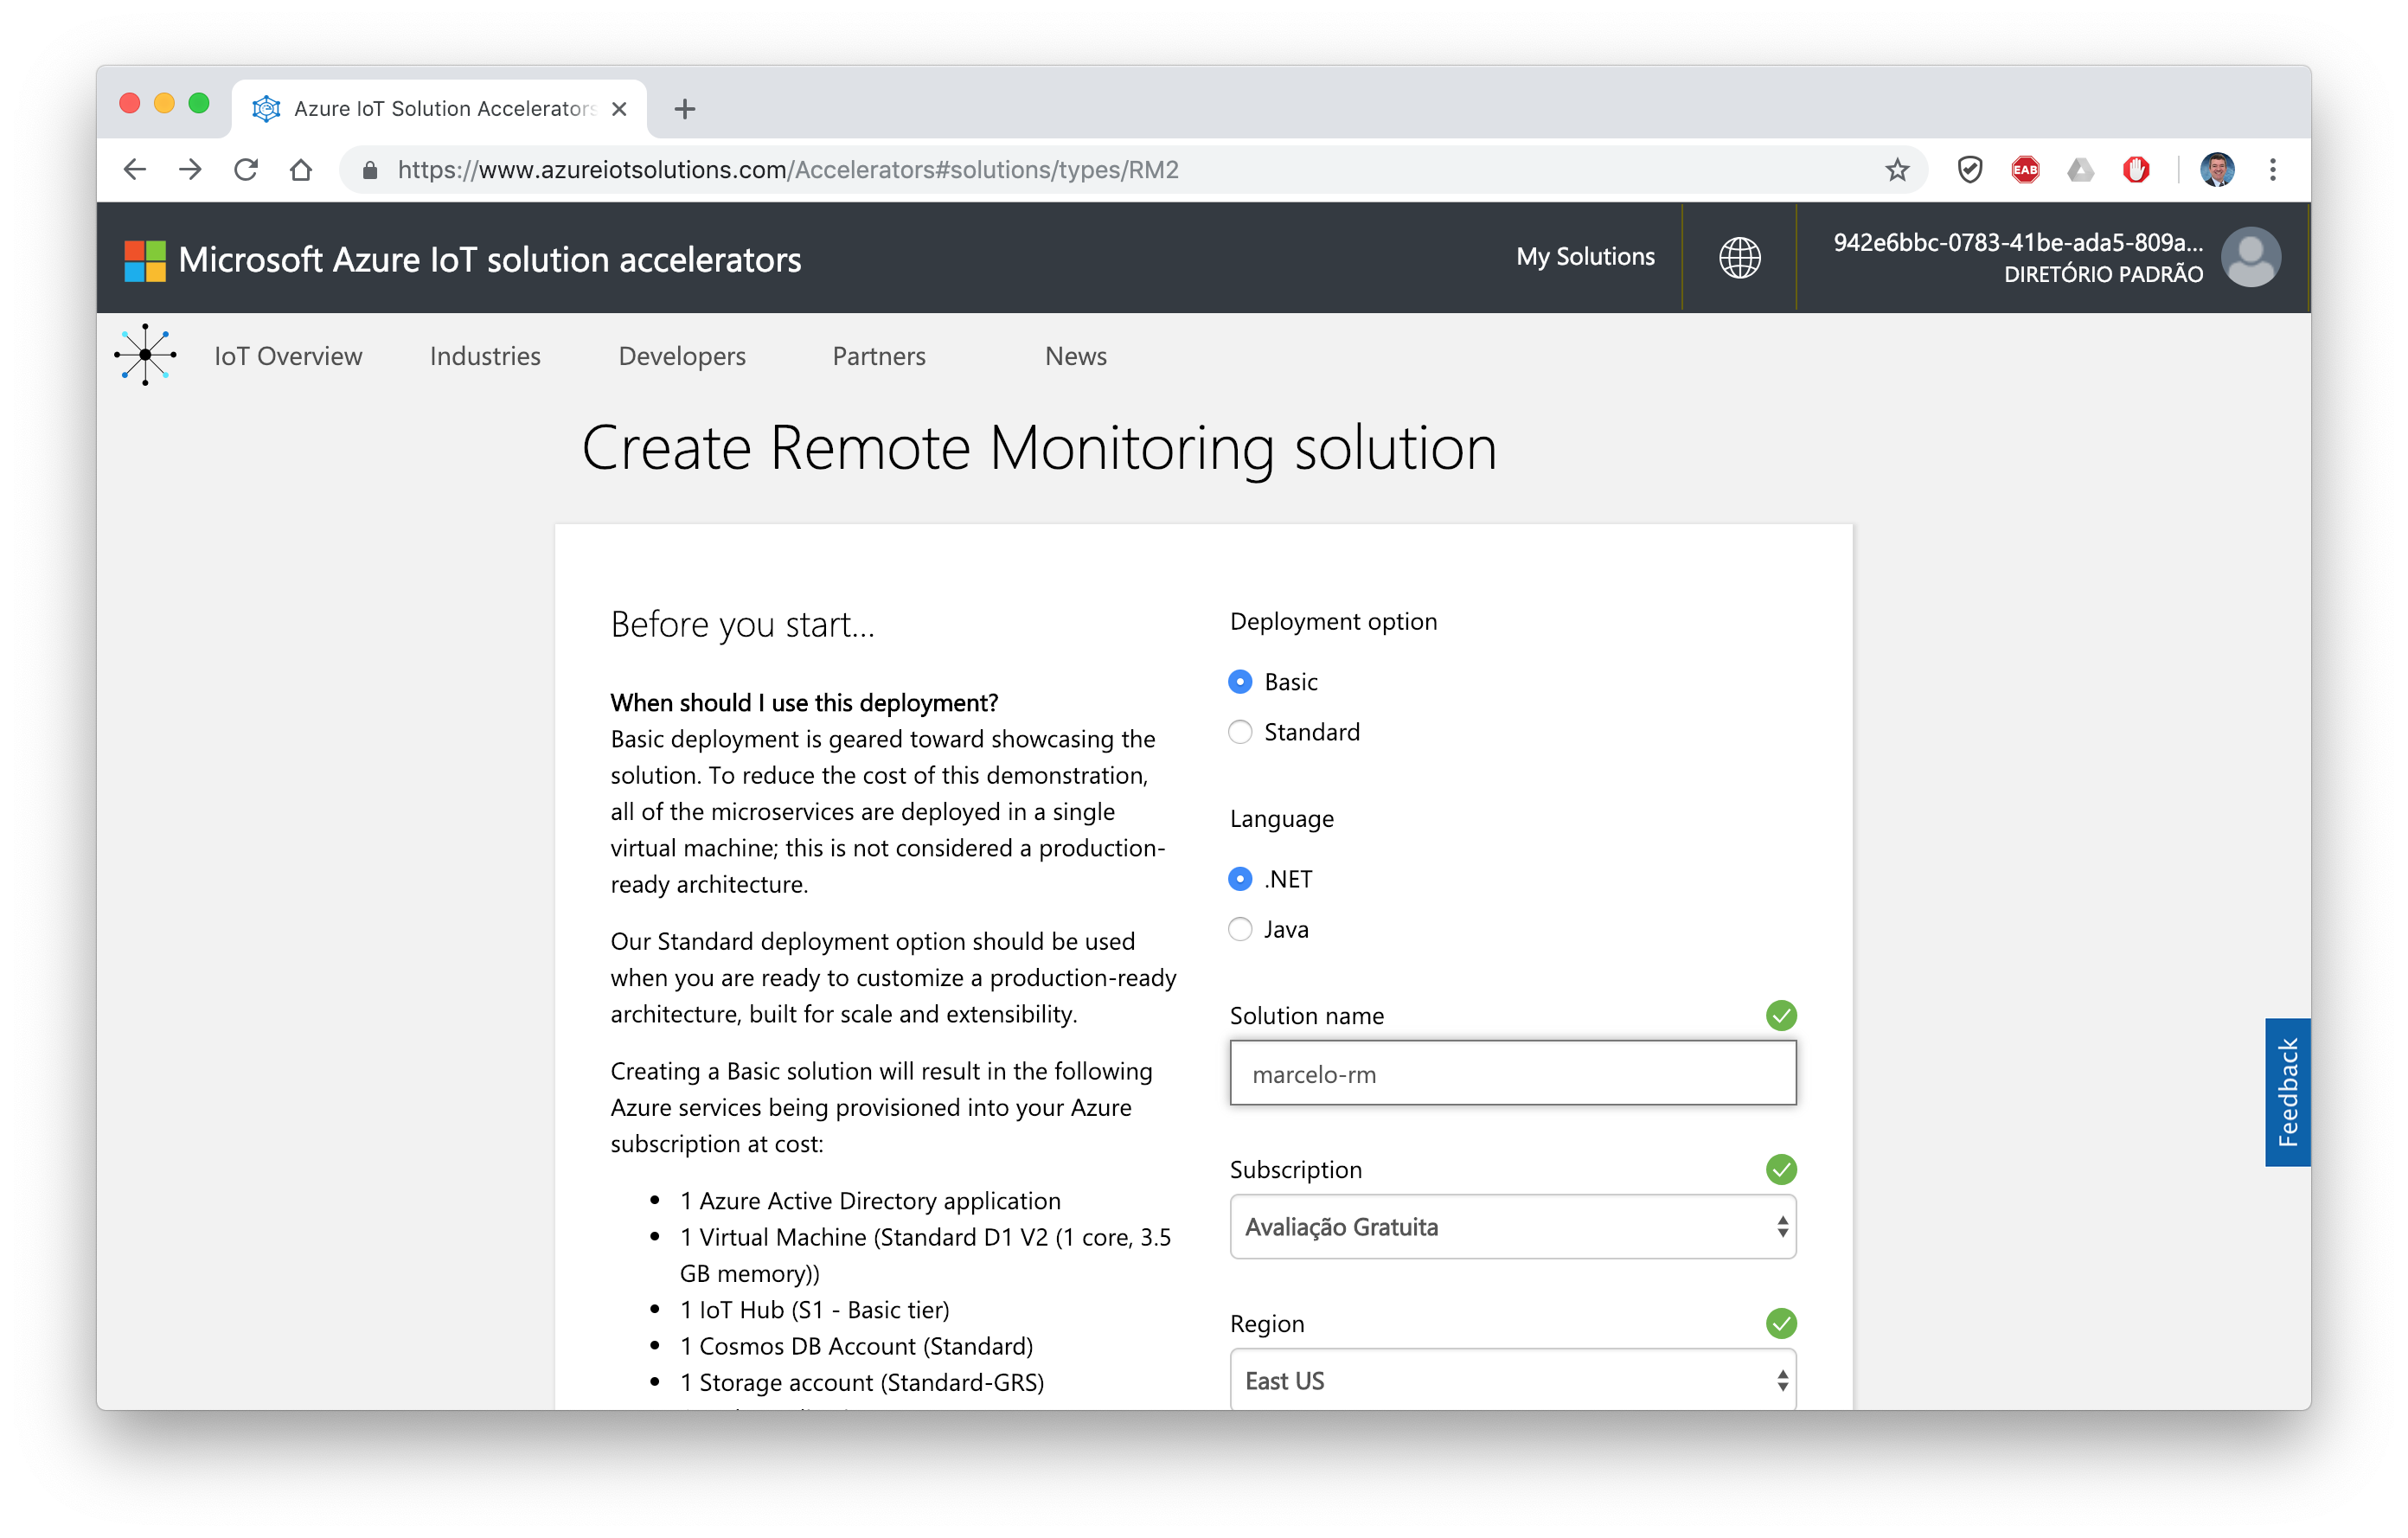 Azure IoT Solution Accelerators
https://www.azureiotsolutions.com/Accelerators#solutions/types/RM2
EAB
Microsoft Azure IoT solution accelerators
My Solutions
942e6bbc-0783-41be-ada5-809a...
DIRETÓRIO PADRÃO
IoT Overview
Industries
Developers
Partners
News
Create Remote Monitoring solution
Before you start...
When should I use this deployment?
Basic deployment is geared toward showcasing the
solution. To reduce the cost of this demonstration,
all of the microservices are deployed in a single
virtual machine; this is not considered a production-
ready architecture.
Our Standard deployment option should be used
when you are ready to customize a production-ready
architecture, built for scale and extensibility.
Creating a Basic solution will result in the following
Azure services being provisioned into your Azure
subscription at cost:
• 1 Azure Active Directory application
• 1 Virtual Machine (Standard D1 V2 (1 core, 3.5
GB memory))
• 1 IoT Hub (S1 - Basic tier)
• 1 Cosmos DB Account (Standard)
• 1 Storage account (Standard-GRS)
Deployment option
Basic
Standard
Language
.NET
Java
Solution name
marcelo-rm
Subscription
Avaliação Gratuita
Region
East US
Feedback